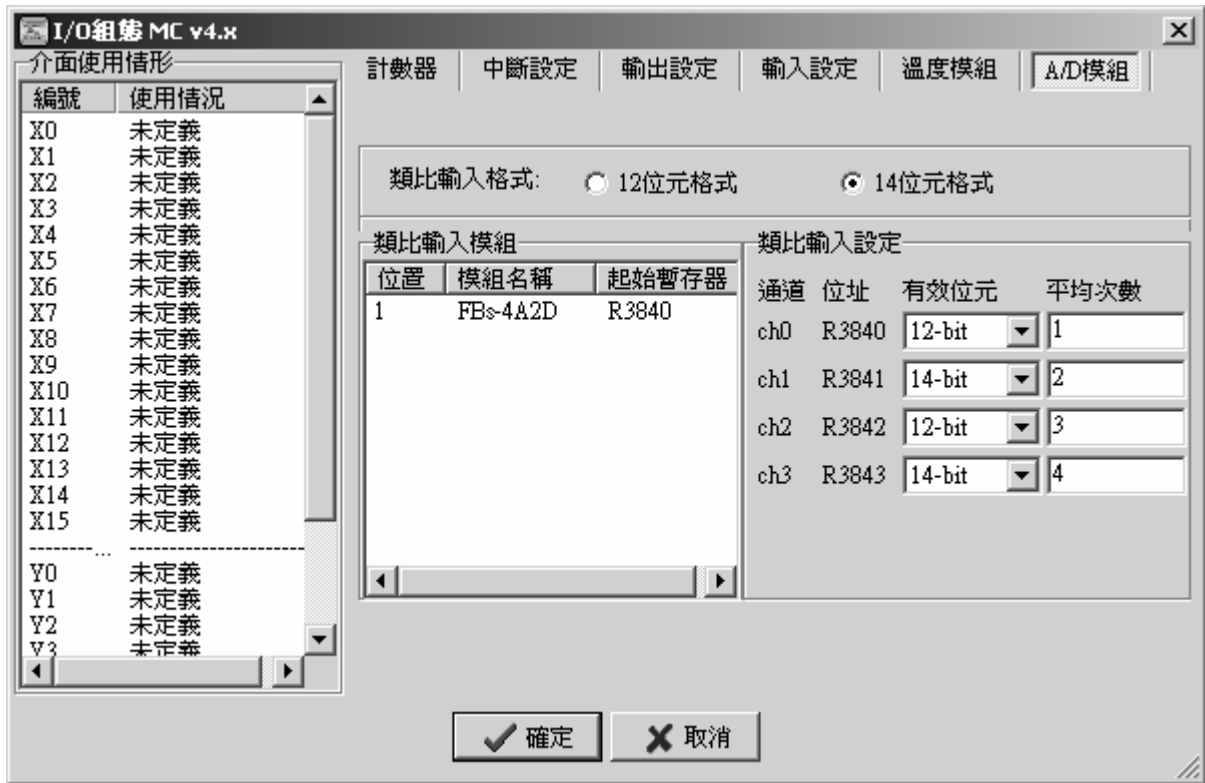 I/O組態 MC v4.x
介面使用情形
編號 使用情況
X0 未定義
X1 未定義
X2 未定義
X3 未定義
X4 未定義
X5 未定義
X6 未定義
X7 未定義
X8 未定義
X9 未定義
X10 未定義
X11 未定義
X12 未定義
X13 未定義
X14 未定義
X15 未定義
--------... ----------------------
Y0 未定義
Y1 未定義
Y2 未定義
Y3 未定義
計數器 中斷設定 輸出設定 輸入設定 溫度模組 A/D模組
類比輸入格式: 12位元格式 14位元格式
類比輸入模組
位置 模組名稱 起始暫存器
1 FBs-4A2D R3840
類比輸入設定
通道 位址 有效位元 平均次數
ch0 R3840 12-bit 1
ch1 R3841 14-bit 2
ch2 R3842 12-bit 3
ch3 R3843 14-bit 4
確定 取消